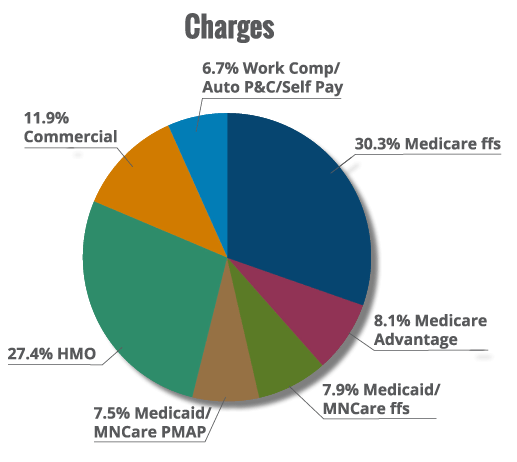 Charges
6.7% Work Comp/
Auto P&C/Self Pay
11.9%
Commercial
30.3% Medicare ffs
8.1% Medicare
Advantage
27.4% HMO
7.9% Medicaid/
MNCare ffs
7.5% Medicaid/
MNCare PMAP